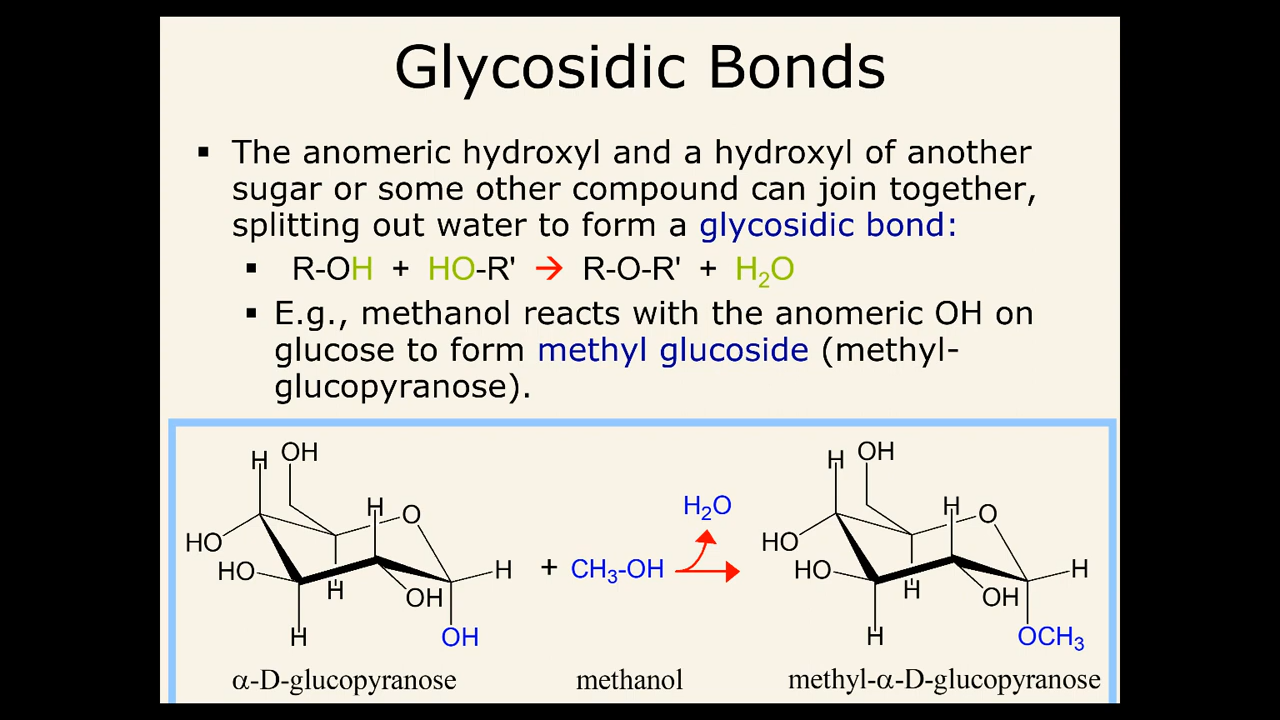 Glycosidic Bonds
▪ The anomeric hydroxyl and a hydroxyl of another
sugar or some other compound can join together,
splitting out water to form a glycosidic bond:
▪ R-OH + HO-R' → R-O-R' + H₂O
▪ E.g., methanol reacts with the anomeric OH on
glucose to form methyl glucoside (methyl-
glucopyranose).
H OH H OH
H O H₂O H O
HO HO
HO H + CH₃-OH HO H
H OH H OH
H OH H OCH₃
α-D-glucopyranose methanol methyl-α-D-glucopyranose